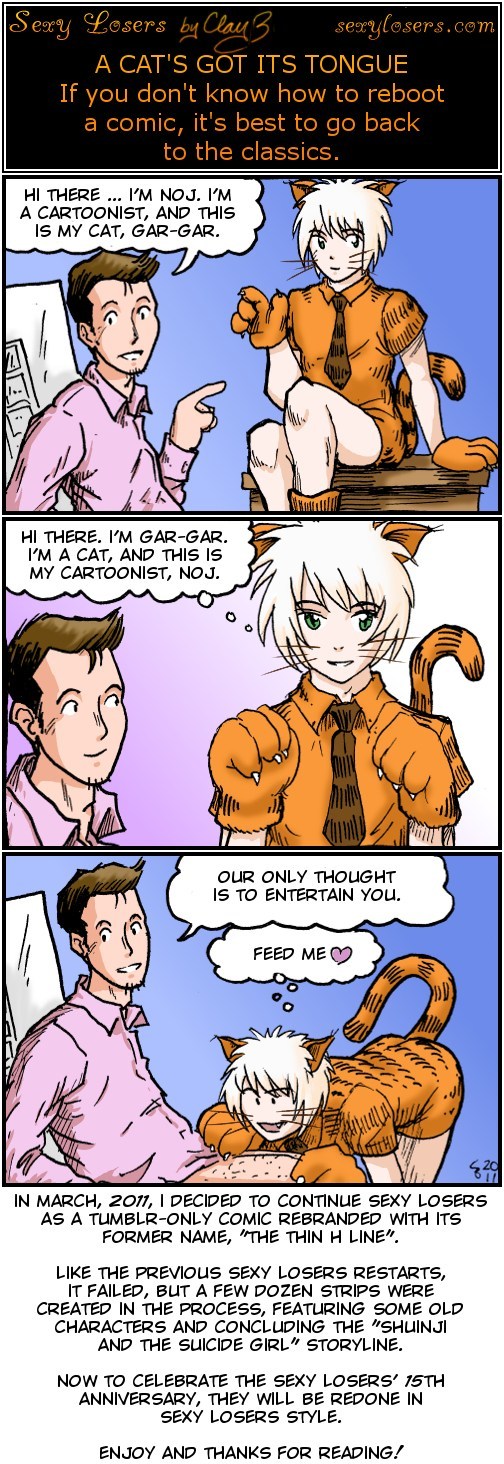 Sexy Losers by Clay3 sexylosers.com
A CAT'S GOT ITS TONGUE
If you don't know how to reboot
a comic, it's best to go back
to the classics.
HI THERE ... I'M NOJ. I'M
A CARTOONIST, AND THIS
IS MY CAT, GAR-GAR.
HI THERE. I'M GAR-GAR.
I'M A CAT, AND THIS IS
MY CARTOONIST, NOJ.
OUR ONLY THOUGHT
IS TO ENTERTAIN YOU.
FEED ME
20
11
IN MARCH, 2011, I DECIDED TO CONTINUE SEXY LOSERS
AS A TUMBLR-ONLY COMIC REBRANDED WITH ITS
FORMER NAME, "THE THIN H LINE".
LIKE THE PREVIOUS SEXY LOSERS RESTARTS,
IT FAILED, BUT A FEW DOZEN STRIPS WERE
CREATED IN THE PROCESS, FEATURING SOME OLD
CHARACTERS AND CONCLUDING THE "SHUINJI
AND THE SUICIDE GIRL" STORYLINE.
NOW TO CELEBRATE THE SEXY LOSERS' 15TH
ANNIVERSARY, THEY WILL BE REDONE IN
SEXY LOSERS STYLE.
ENJOY AND THANKS FOR READING!